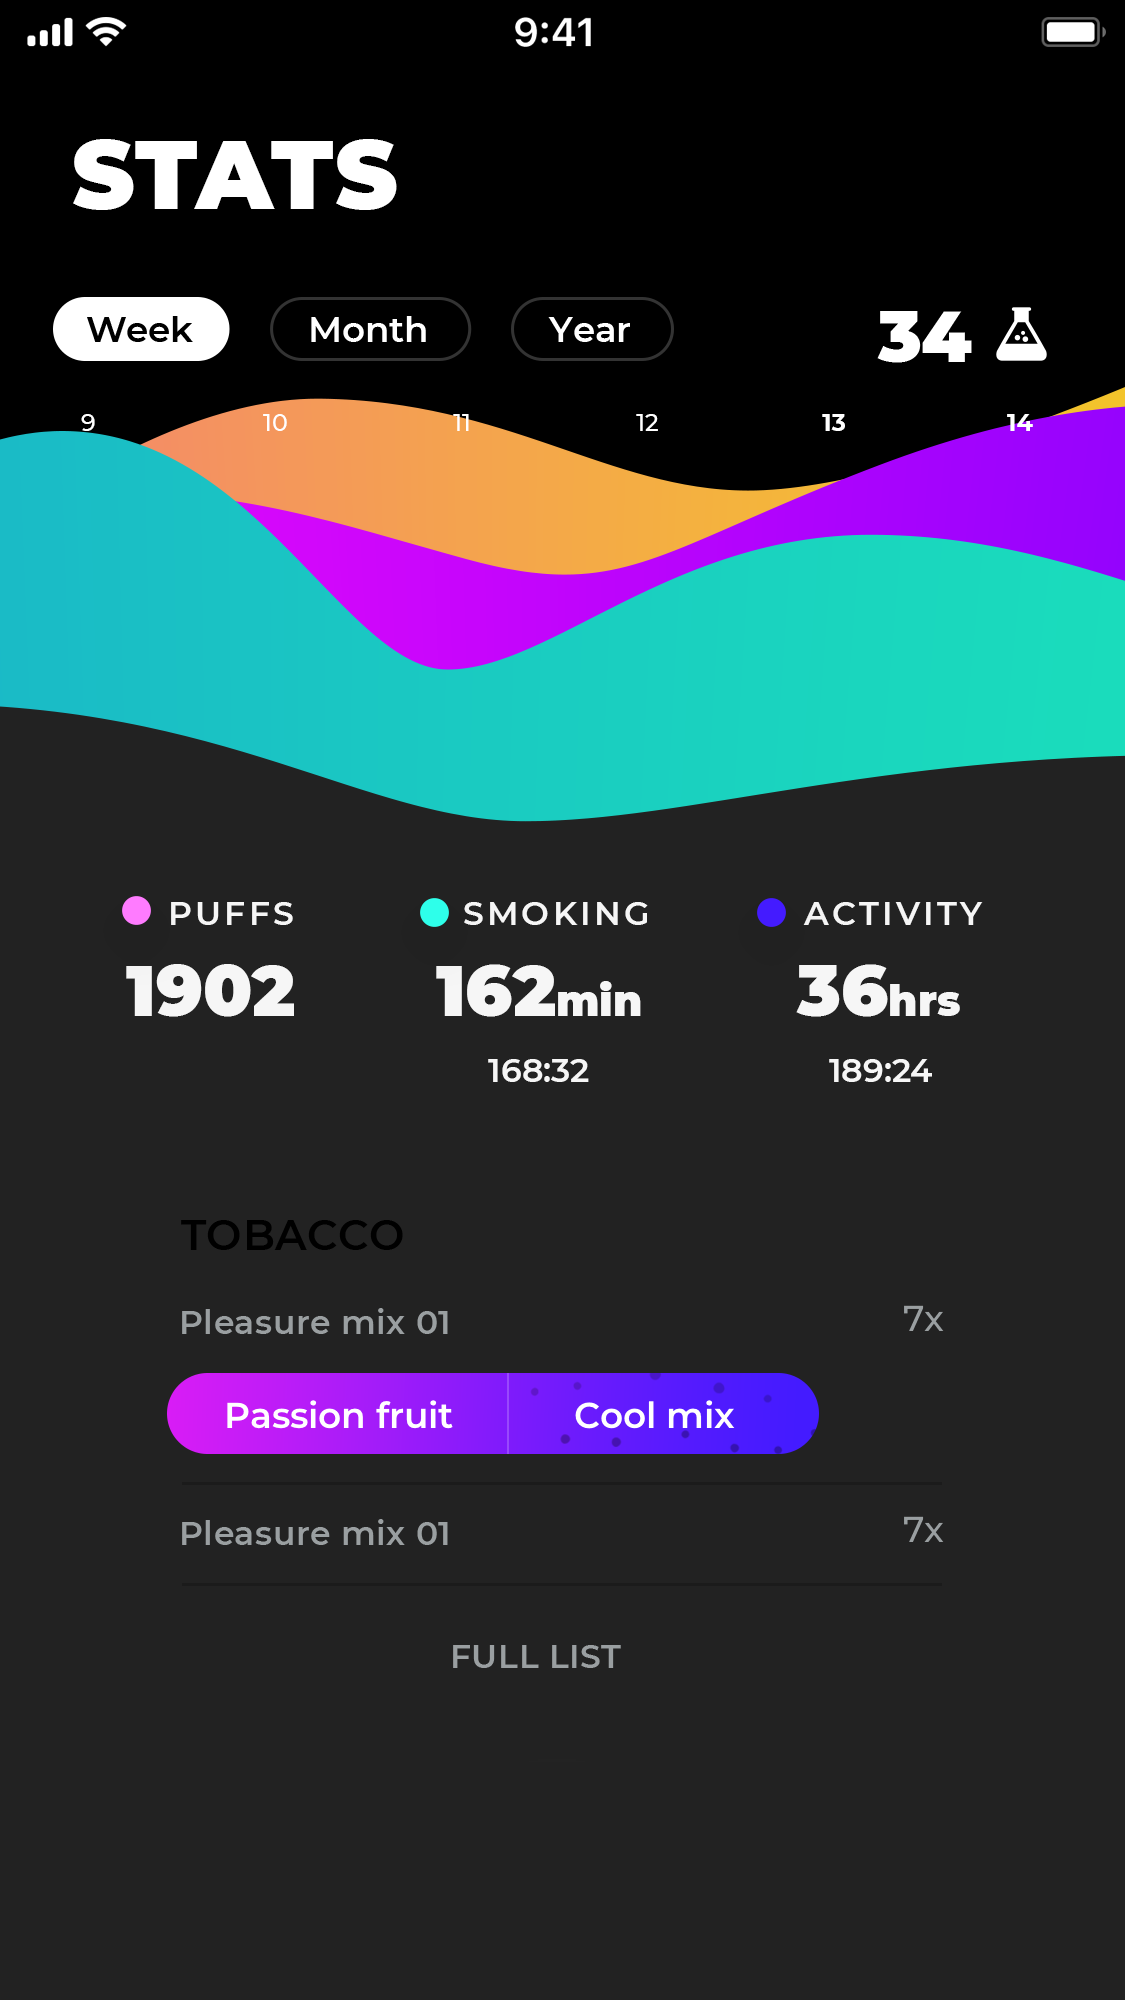 9:41
STATS
Week Month Year 34
9 10 11 12 13 14
PUFFS SMOKING ACTIVITY
1902 162min 36hrs
168:32 189:24
TOBACCO
Pleasure mix 01 7x
Passion fruit Cool mix
Pleasure mix 01 7x
FULL LIST